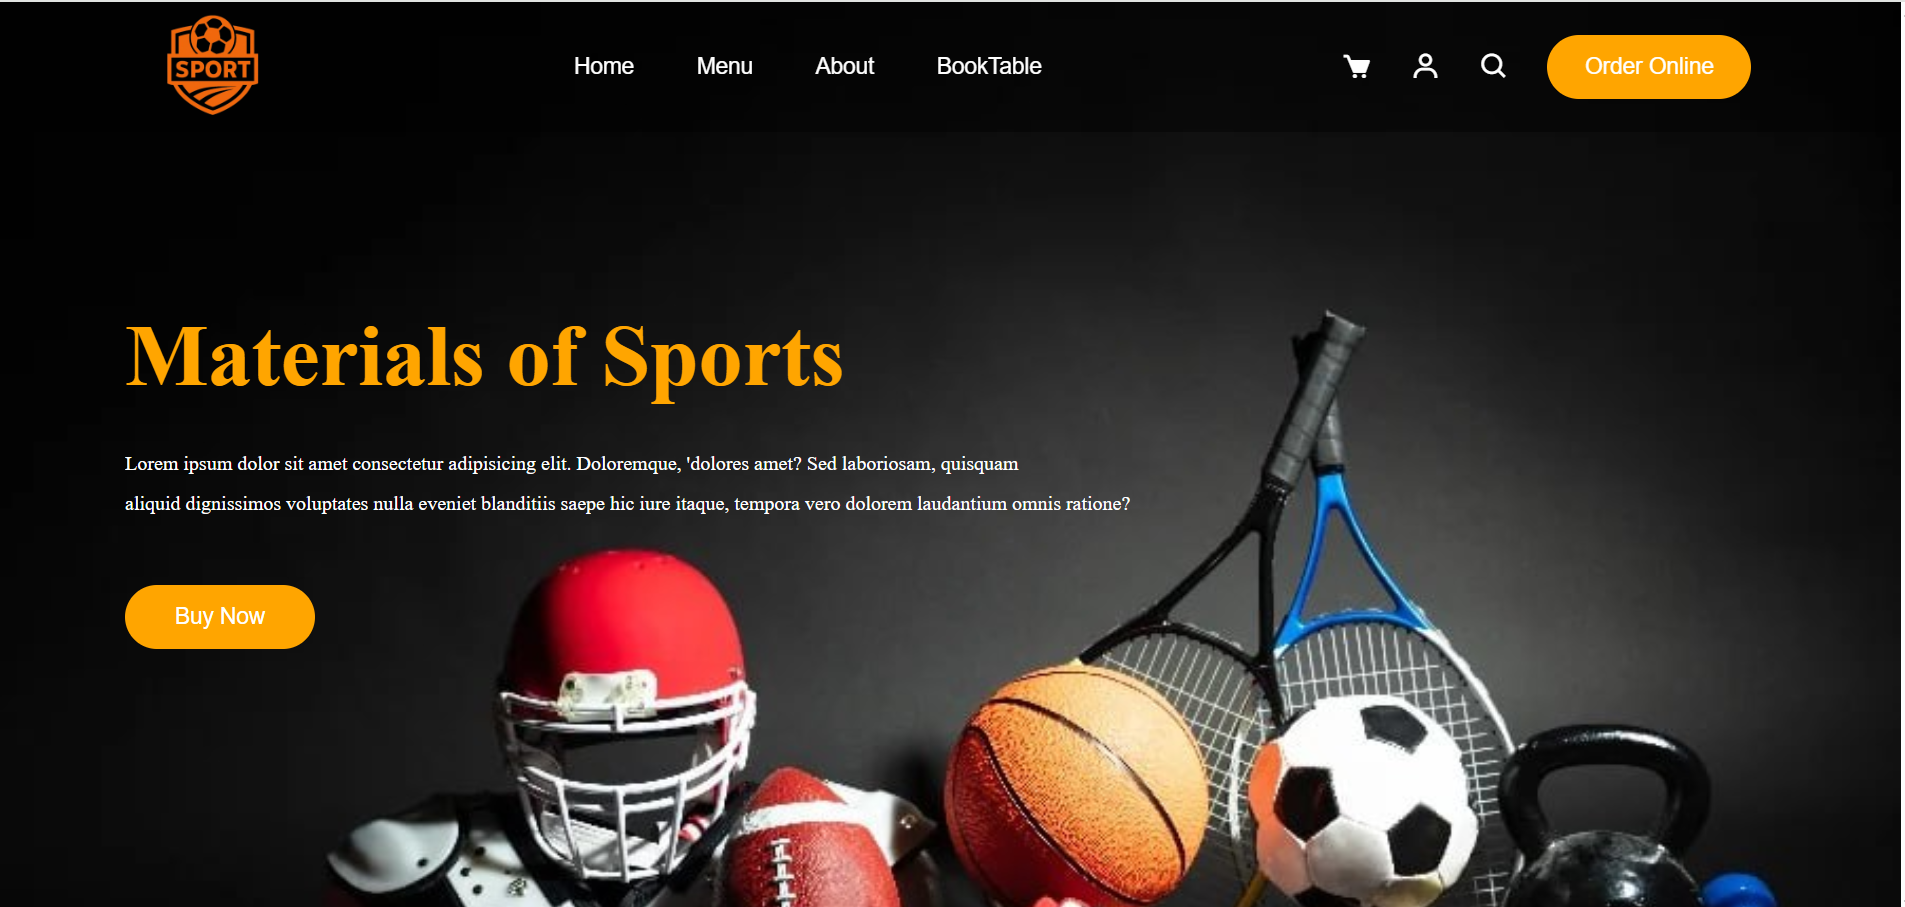 SPORT
Home Menu About BookTable Order Online
Materials of Sports
Lorem ipsum dolor sit amet consectetur adipisicing elit. Doloremque, 'dolores amet? Sed laboriosam, quisquam
aliquid dignissimos voluptates nulla eveniet blanditiis saepe hic iure itaque, tempora vero dolorem laudantium omnis ratione?
Buy Now